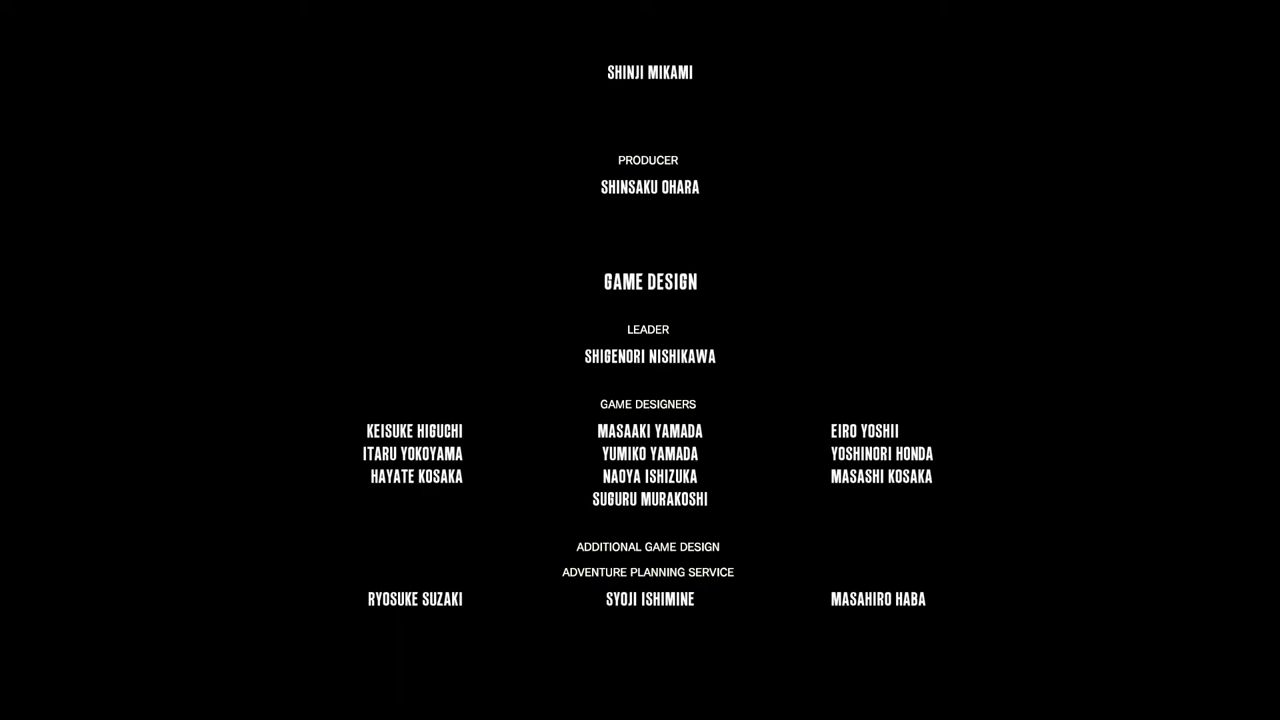 SHINJI MIKAMI
PRODUCER
SHINSAKU OHARA
GAME DESIGN
LEADER
SHIGENORI NISHIKAWA
GAME DESIGNERS
KEISUKE HIGUCHI MASAAKI YAMADA EIRO YOSHII
ITARU YOKOYAMA YUMIKO YAMADA YOSHINORI HONDA
HAYATE KOSAKA NAOYA ISHIZUKA MASASHI KOSAKA
SUGURU MURAKOSHI
ADDITIONAL GAME DESIGN
ADVENTURE PLANNING SERVICE
RYOSUKE SUZAKI SYOJI ISHIMINE MASAHIRO HABA